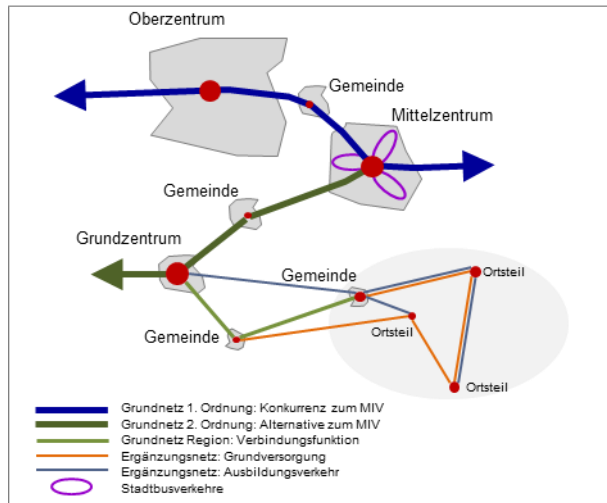 Oberzentrum
Gemeinde
Mittelzentrum
Gemeinde
Grundzentrum
Gemeinde
Ortsteil
Ortsteil
Gemeinde
Ortsteil
Grundnetz 1. Ordnung: Konkurrenz zum MIV
Grundnetz 2. Ordnung: Alternative zum MIV
Grundnetz Region: Verbindungsfunktion
Ergänzungsnetz: Grundversorgung
Ergänzungsnetz: Ausbildungsverkehr
Stadtbusverkehre